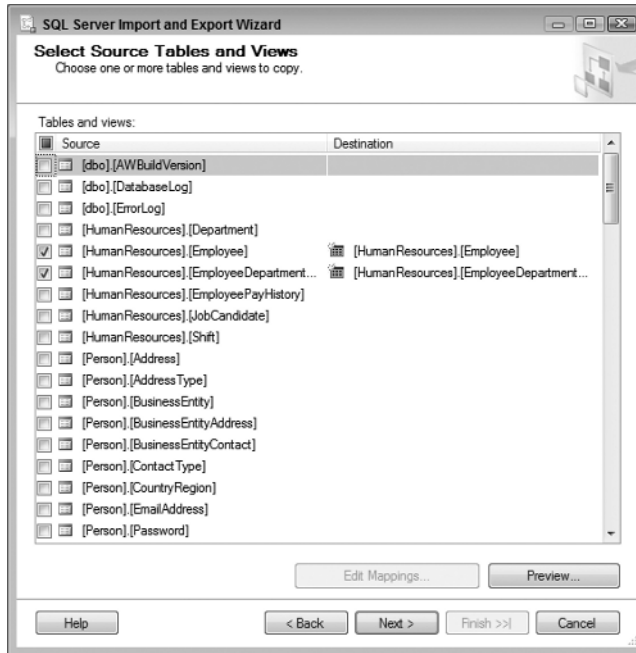 SQL Server Import and Export Wizard
Select Source Tables and Views
Choose one or more tables and views to copy.
Tables and views:
Source Destination
[dbo].[AWBuildVersion]
[dbo].[DatabaseLog]
[dbo].[ErrorLog]
[HumanResources].[Department]
[HumanResources].[Employee] [HumanResources].[Employee]
[HumanResources].[EmployeeDepartment... [HumanResources].[EmployeeDepartment...
[HumanResources].[EmployeePayHistory]
[HumanResources].[JobCandidate]
[HumanResources].[Shift]
[Person].[Address]
[Person].[AddressType]
[Person].[BusinessEntity]
[Person].[BusinessEntityAddress]
[Person].[BusinessEntityContact]
[Person].[ContactType]
[Person].[CountryRegion]
[Person].[EmailAddress]
[Person].[Password]
Edit Mappings... Preview...
Help < Back Next > Finish >>| Cancel